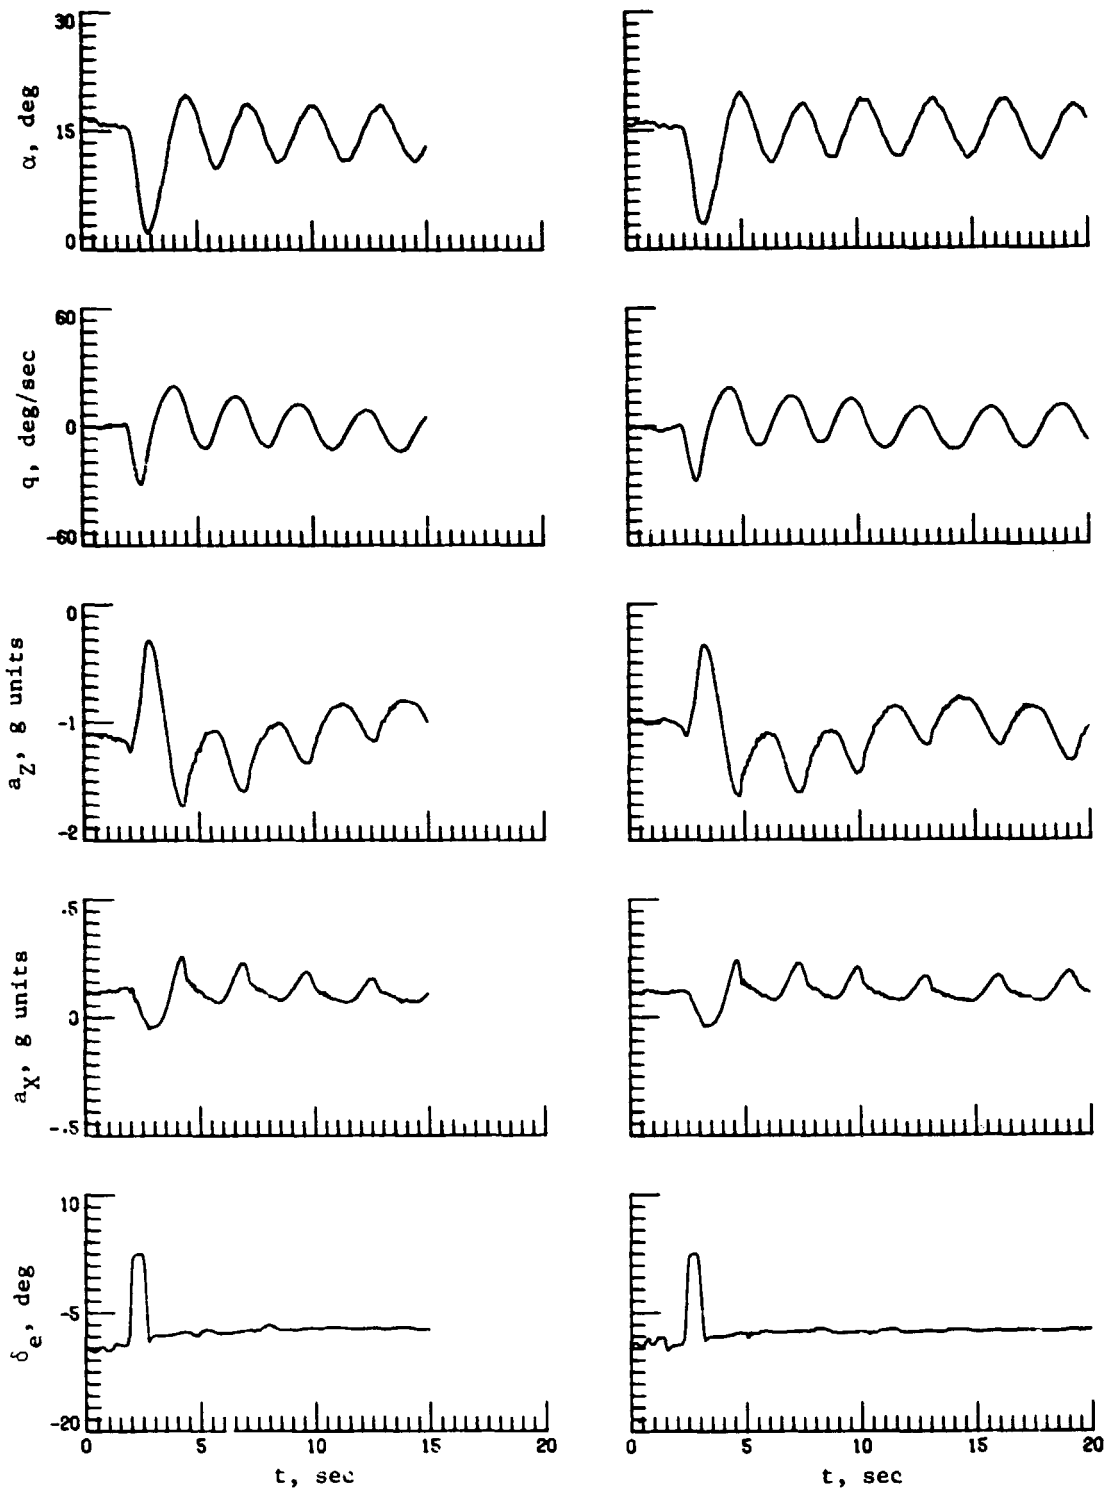 30
α, deg
15
0
60
q, deg/sec
0
-60
0
a_Z, g units
-1
-2
.5
a_X, g units
0
-.5
10
δ_e, deg
-5
-20
0 5 10 15 20
0 5 10 15 20
t, sec
t, sec